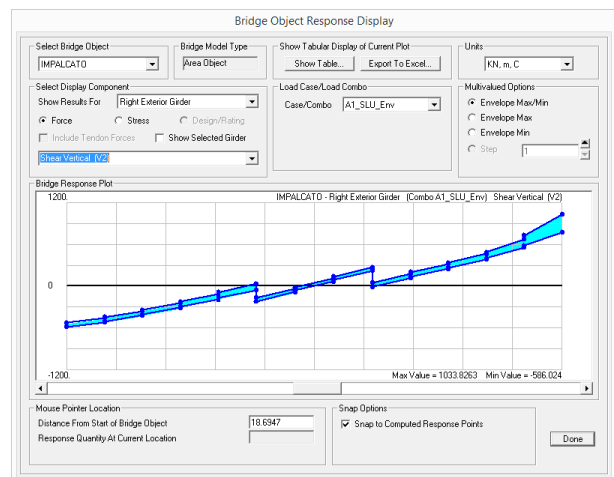 Bridge Object Response Display
Select Bridge Object
IMPALCATO
Bridge Model Type
Area Object
Show Tabular Display of Current Plot
Show Table...
Export To Excel...
Units
KN, m, C
Select Display Component
Show Results For
Right Exterior Girder
Force
Stress
Design/Rating
Include Tendon Forces
Show Selected Girder
Shear Vertical (V2)
Load Case/Load Combo
Case/Combo
A1_SLU_Env
Multivalued Options
Envelope Max/Min
Envelope Max
Envelope Min
Step
1
Bridge Response Plot
1200.
IMPALCATO - Right Exterior Girder (Combo A1_SLU_Env) Shear Vertical (V2)
0
-1200.
Max Value = 1033.8263 Min Value = -586.024
Mouse Pointer Location
Distance From Start of Bridge Object
18.6947
Response Quantity At Current Location
Snap Options
Snap to Computed Response Points
Done